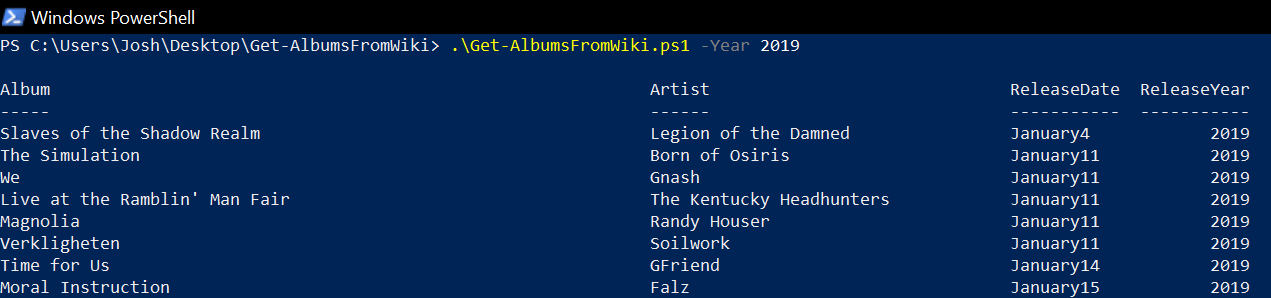 Windows PowerShell
PS C:\Users\Josh\Desktop\Get-AlbumsFromWiki> .\Get-AlbumsFromWiki.ps1 -Year 2019
Album Artist ReleaseDate ReleaseYear
----- ------ ----------- -----------
Slaves of the Shadow Realm Legion of the Damned January4 2019
The Simulation Born of Osiris January11 2019
We Gnash January11 2019
Live at the Ramblin' Man Fair The Kentucky Headhunters January11 2019
Magnolia Randy Houser January11 2019
Verkligheten Soilwork January11 2019
Time for Us GFriend January14 2019
Moral Instruction Falz January15 2019